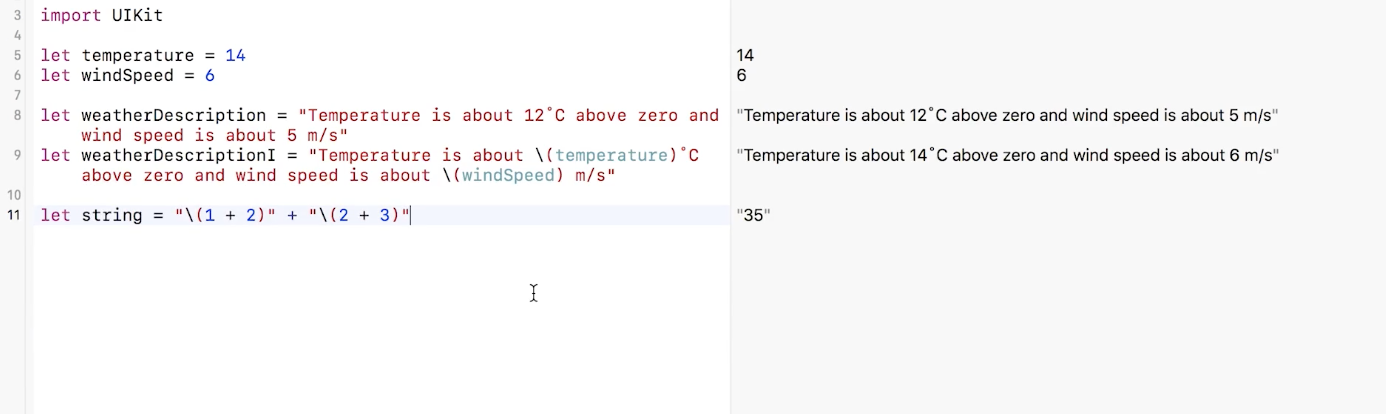 3 import UIKit
4
5 let temperature = 14 14
6 let windSpeed = 6 6
7
8 let weatherDescription = "Temperature is about 12˚C above zero and "Temperature is about 12˚C above zero and wind speed is about 5 m/s"
wind speed is about 5 m/s"
9 let weatherDescriptionI = "Temperature is about \(temperature)˚C "Temperature is about 14˚C above zero and wind speed is about 6 m/s"
above zero and wind speed is about \(windSpeed) m/s"
10
11 let string = "\(1 + 2)" + "\(2 + 3)" "35"